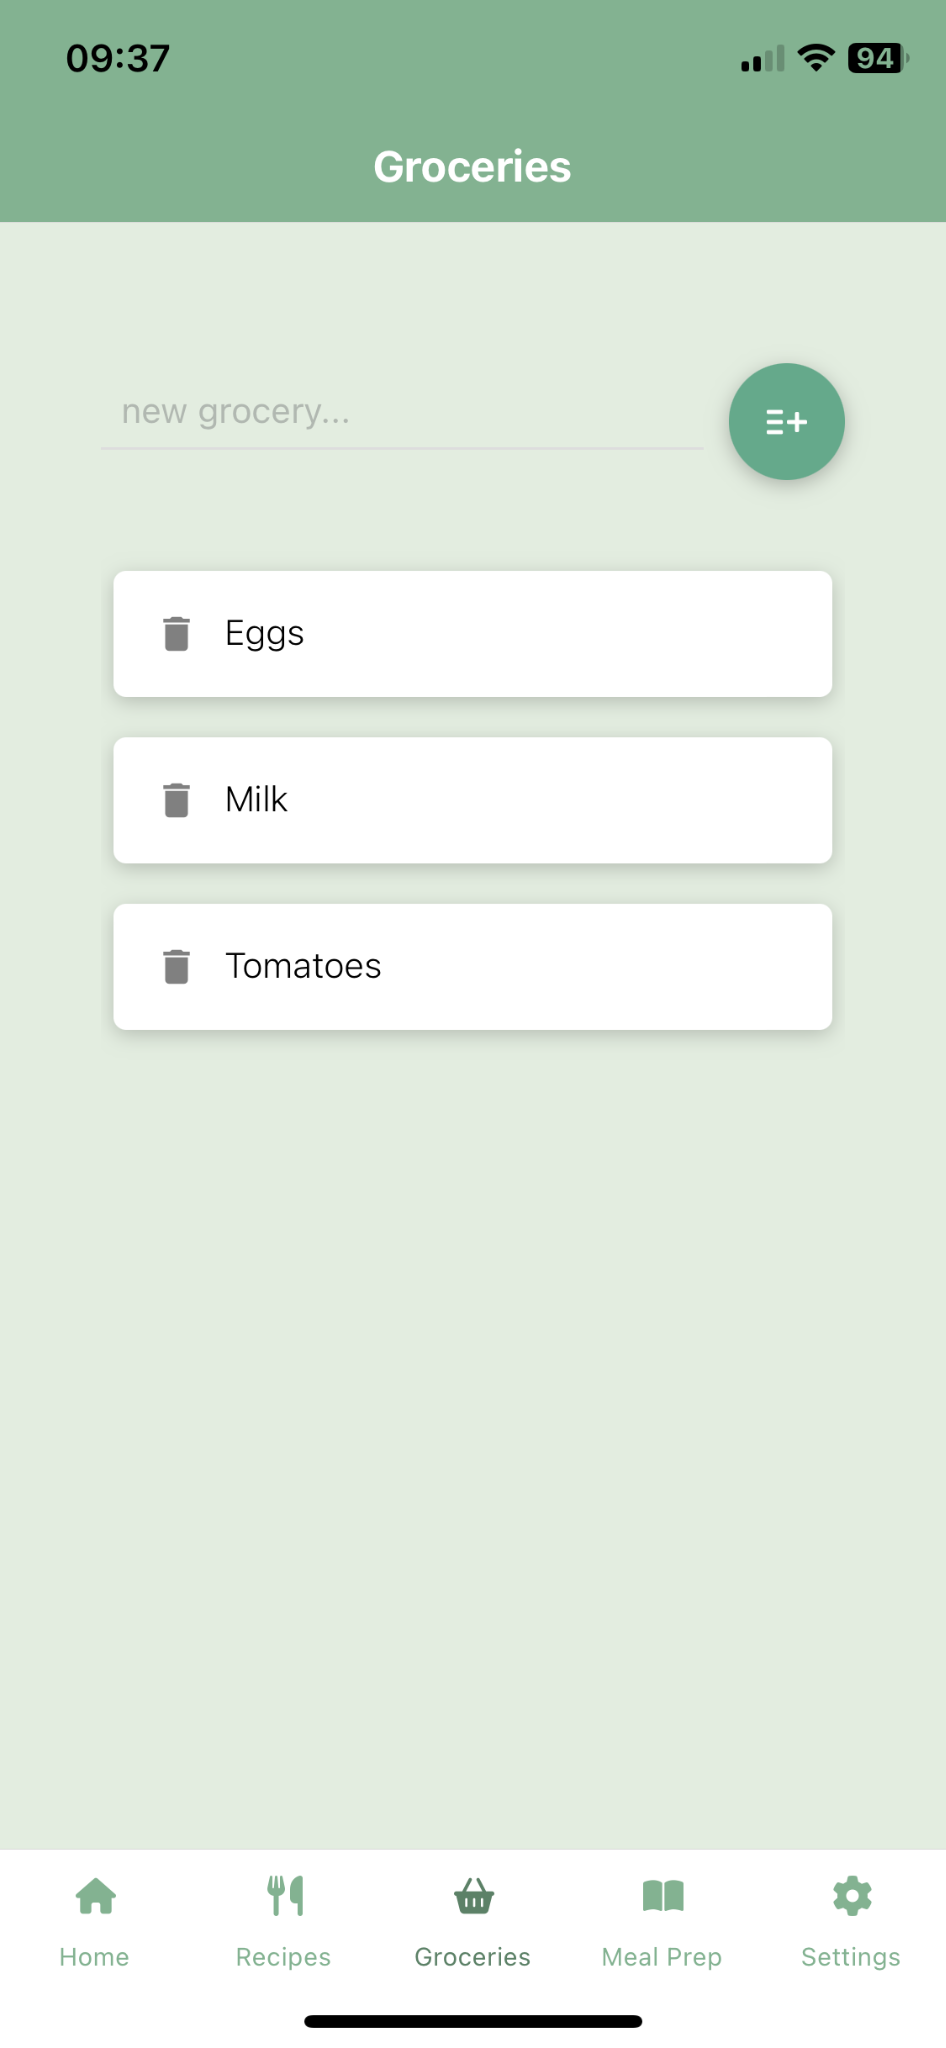 09:37
94
Groceries
new grocery...
Eggs
Milk
Tomatoes
Home
Recipes
Groceries
Meal Prep
Settings